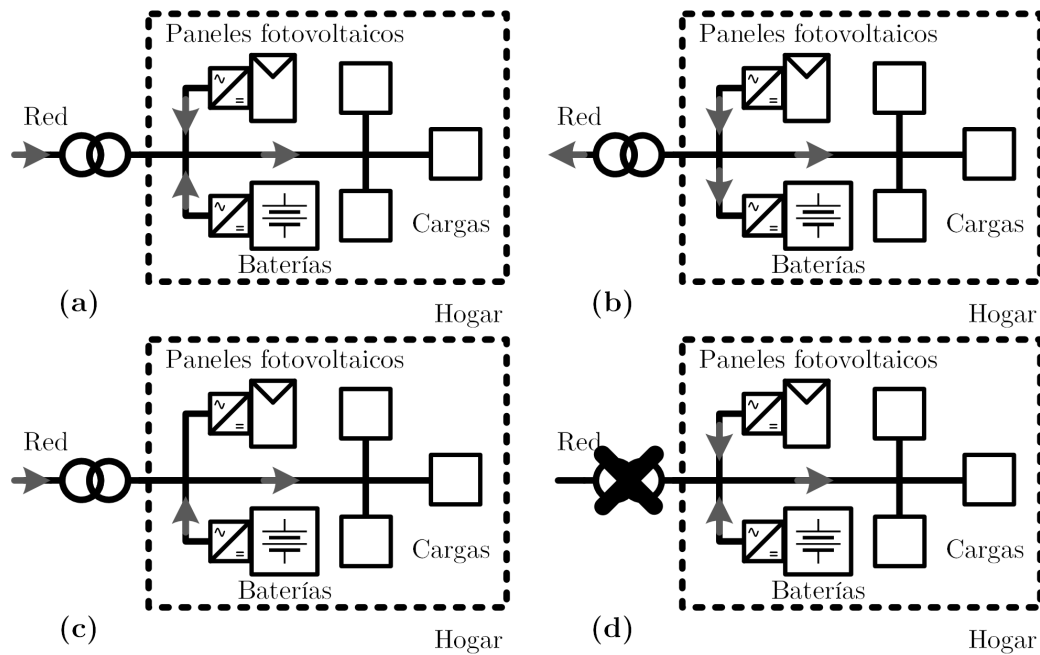 Paneles fotovoltaicos
Red
Cargas
Baterías
(a)
Hogar
Paneles fotovoltaicos
Red
Cargas
Baterías
(b)
Hogar
Paneles fotovoltaicos
Red
Cargas
Baterías
(c)
Hogar
Paneles fotovoltaicos
Red
Cargas
Baterías
(d)
Hogar